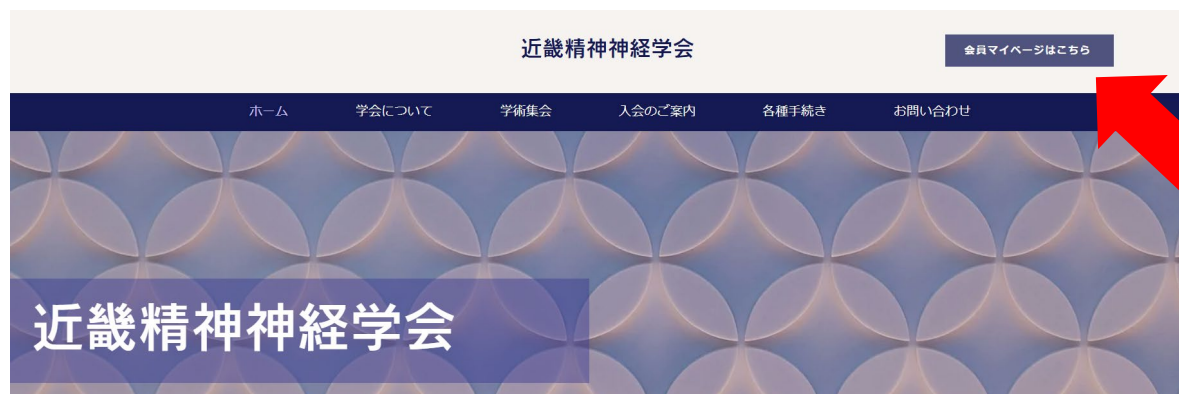 近畿精神神経学会
会員マイページはこちら
ホーム 学会について 学術集会 入会のご案内 各種手続き お問い合わせ
近畿精神神経学会